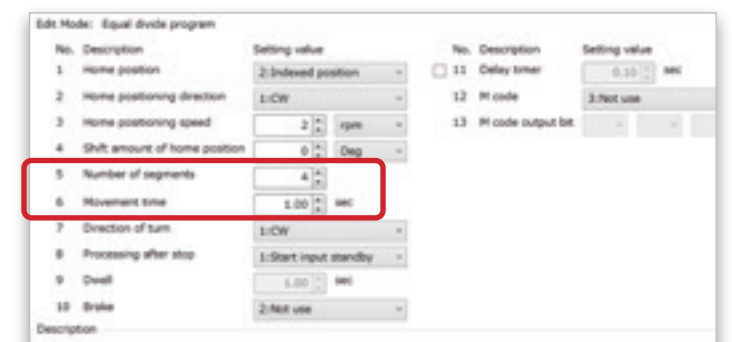 Edit Mode: Equal divide program
No. Description Setting value
1 Home position 2:Indexed position
2 Home positioning direction 1:CW
3 Home positioning speed 2 rpm
4 Shift amount of home position 0 Deg
5 Number of segments 4
6 Movement time 1.00 sec
7 Direction of turn 1:CW
8 Processing after stop 1:Start input standby
9 Dwell 1.00 sec
10 Brake 2:Not use
No. Description Setting value
11 Delay timer 0.10 sec
12 M code 3:Not use
13 M code output bit
Description